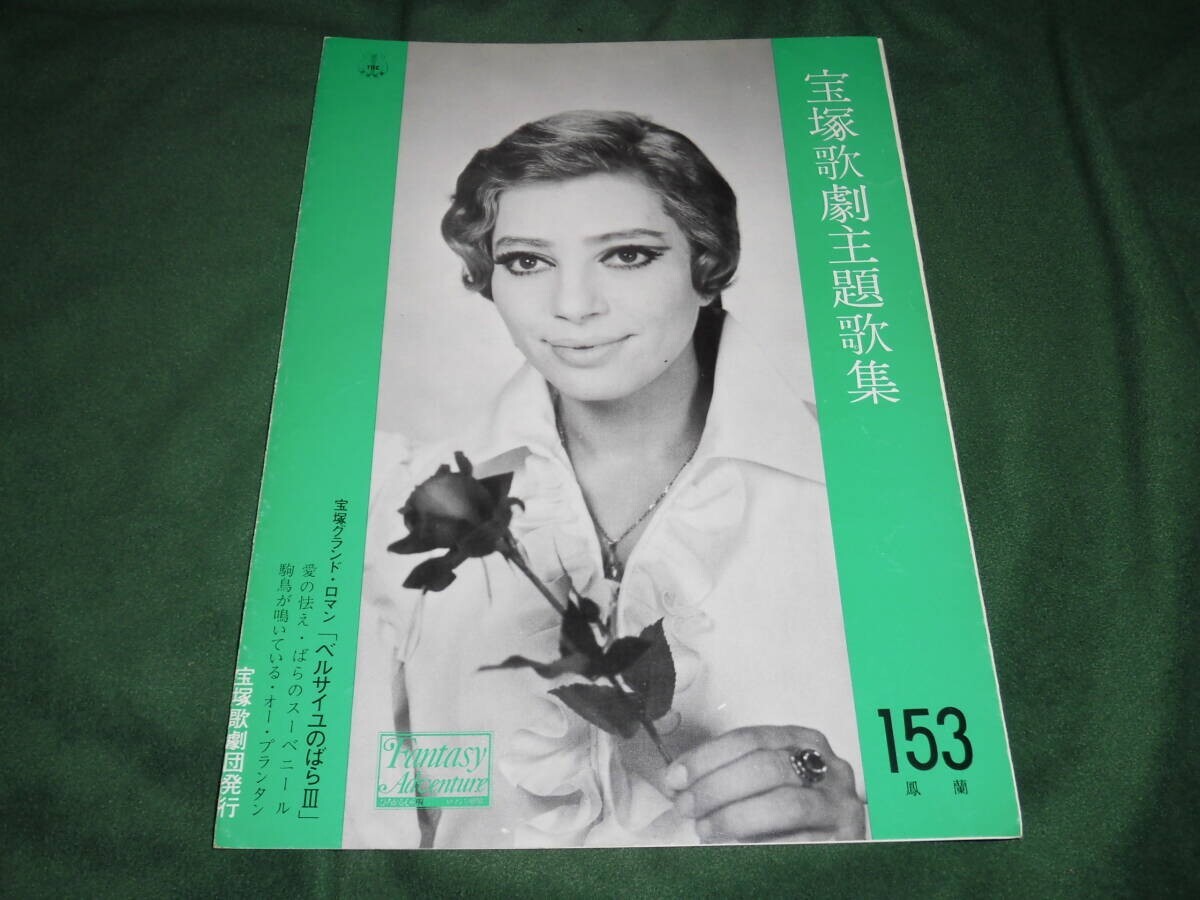 TRC
宝塚歌劇主題歌集
153
鳳蘭
宝塚グランド・ロマン「ベルサイユのばらⅢ」
愛の怯え・ばらのスーベニール
駒鳥が鳴いている・オー・プランタン
宝塚歌劇団発行
Fantasy
Adventure